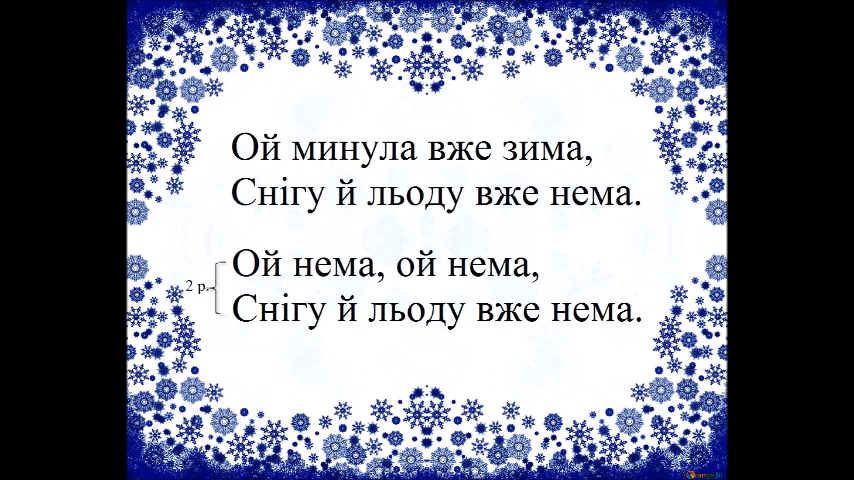 Ой минула вже зима,
Снігу й льоду вже нема.
Ой нема, ой нема,
2 р.
Снігу й льоду вже нема.